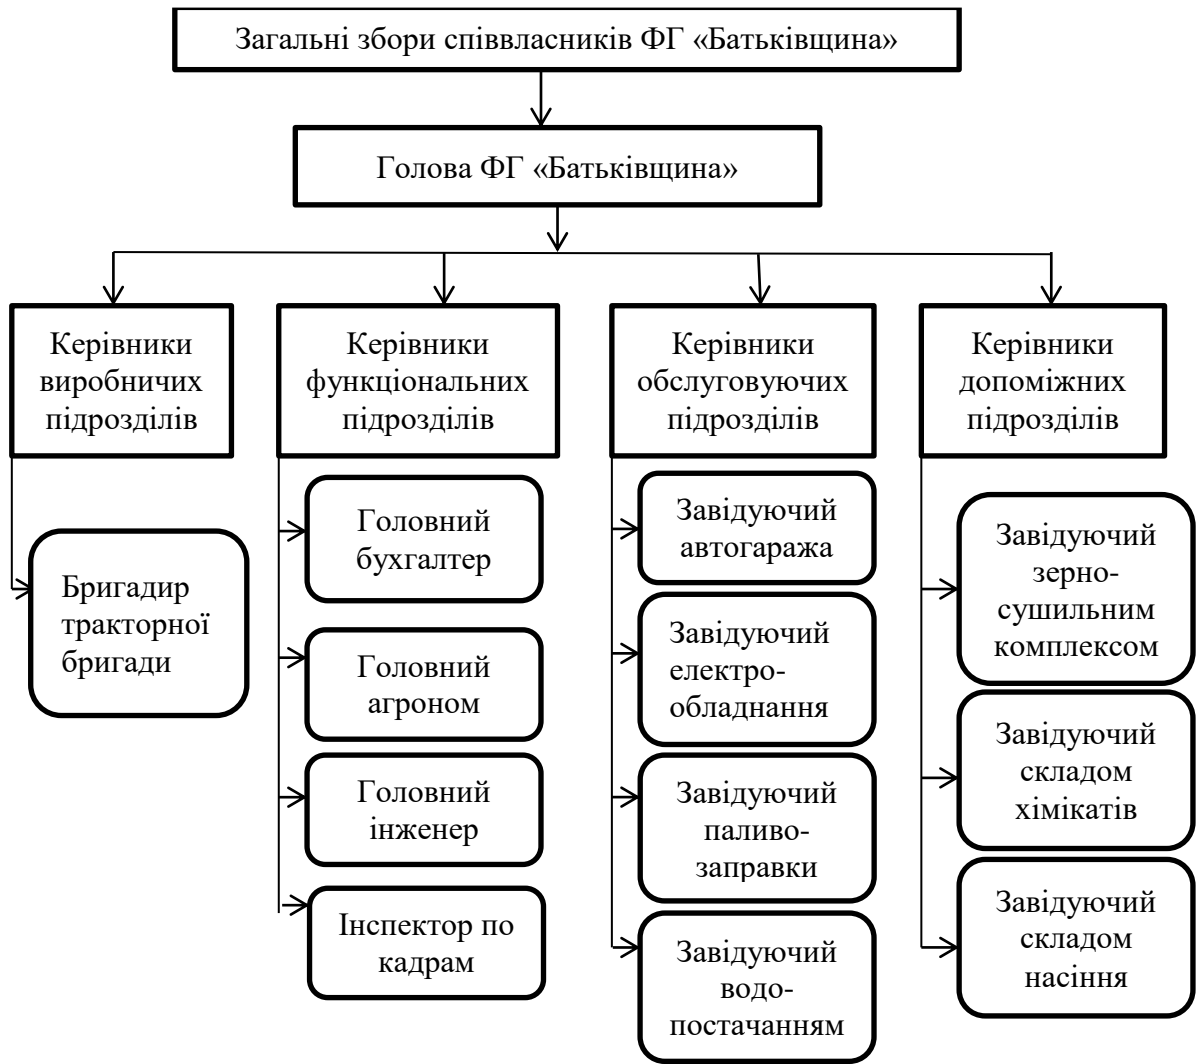 Загальні збори співвласників ФГ «Батьківщина»
Голова ФГ «Батьківщина»
Керівники
виробничих
підрозділів
Керівники
функціональних
підрозділів
Керівники
обслуговуючих
підрозділів
Керівники
допоміжних
підрозділів
Бригадир
тракторної
бригади
Головний
бухгалтер
Головний
агроном
Головний
інженер
Інспектор по
кадрам
Завідуючий
автогаража
Завідуючий
електро-
обладнання
Завідуючий
паливо-
заправки
Завідуючий
водо-
постачанням
Завідуючий
зерно-
сушильним
комплексом
Завідуючий
складом
хімікатів
Завідуючий
складом
насіння